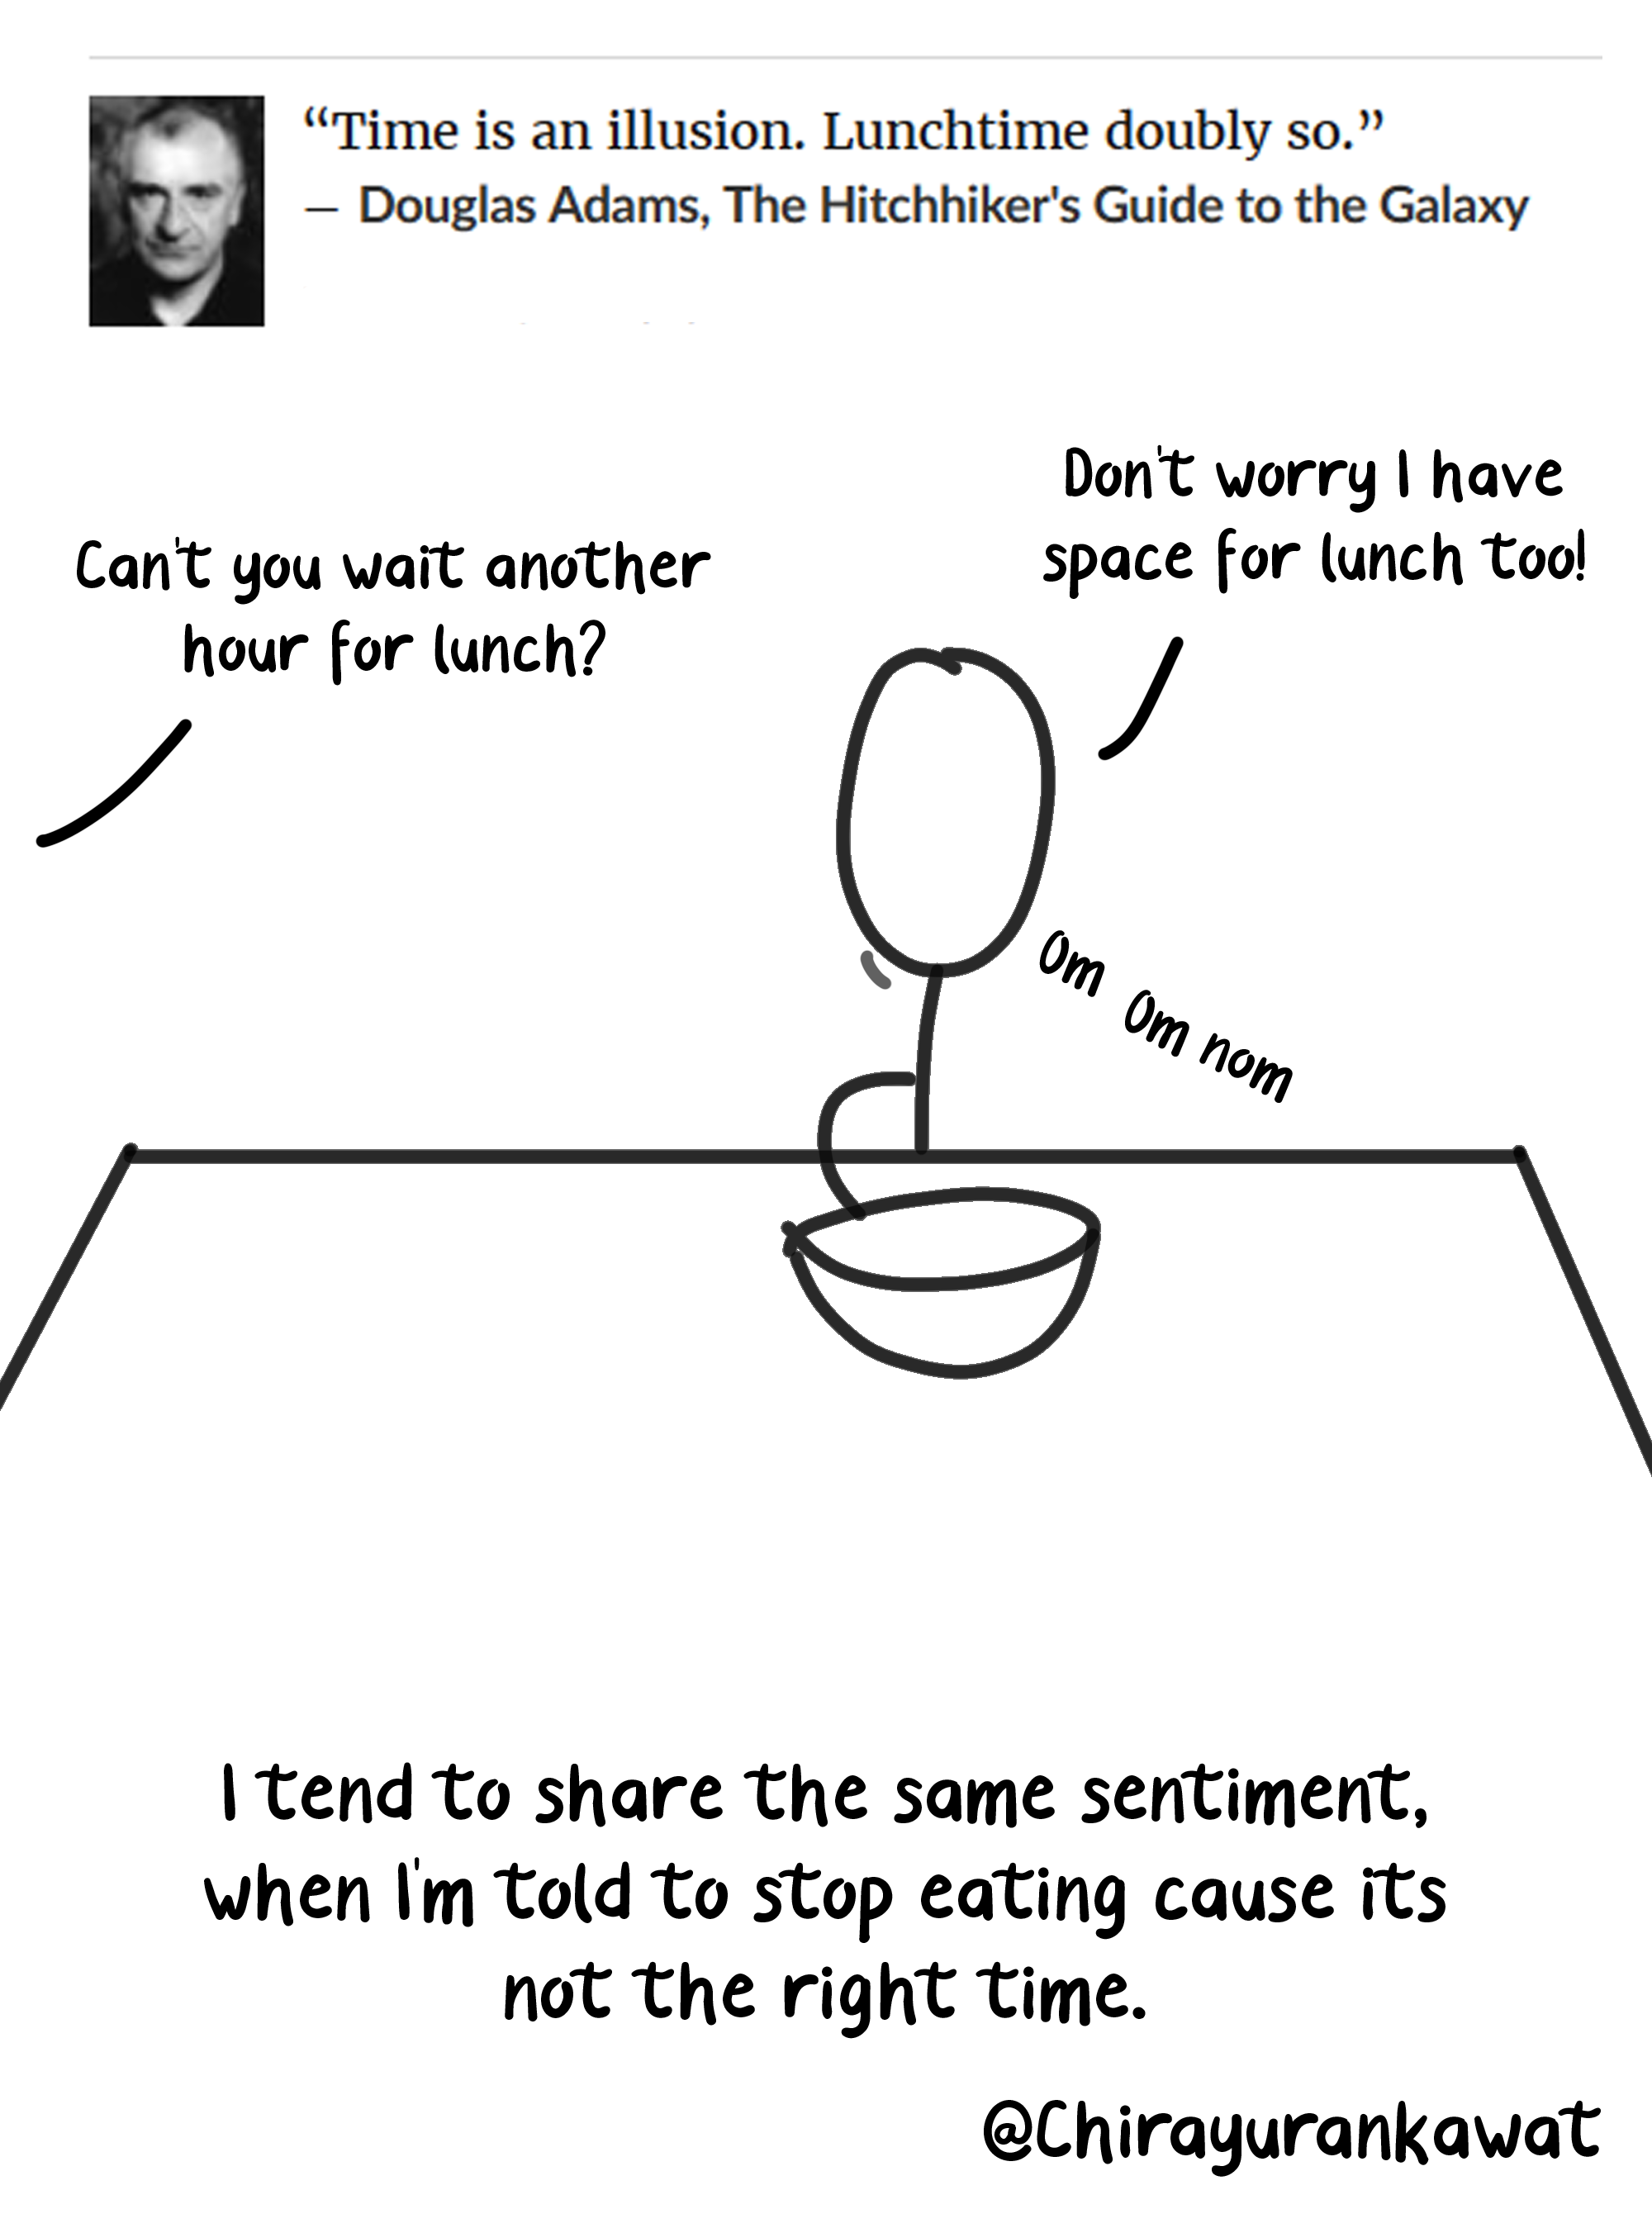 “Time is an illusion. Lunchtime doubly so.”
— Douglas Adams, The Hitchhiker's Guide to the Galaxy
Can't you wait another
hour for lunch?
Don't worry I have
space for lunch too!
Om Om nom
I tend to share the same sentiment,
when I'm told to stop eating cause its
not the right time.
@Chirayurankawat